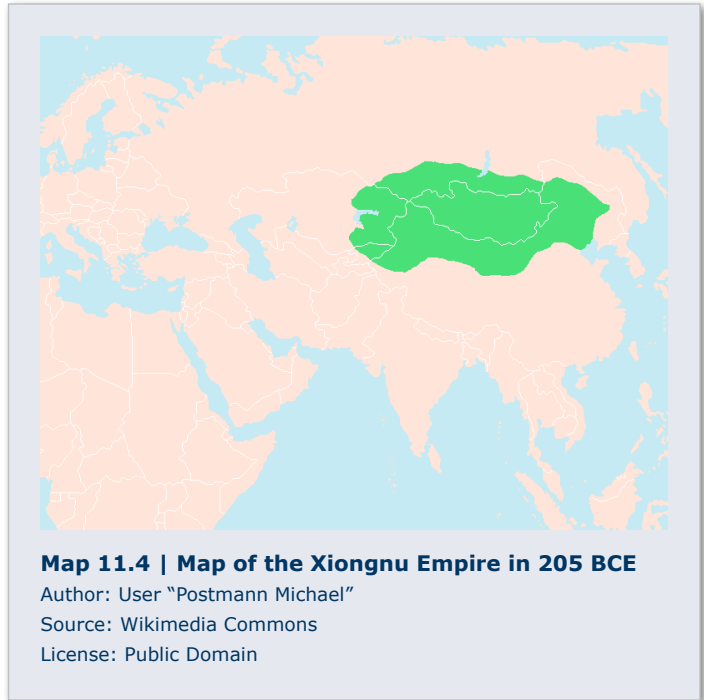 Map 11.4 | Map of the Xiongnu Empire in 205 BCE
Author: User “Postmann Michael”
Source: Wikimedia Commons
License: Public Domain